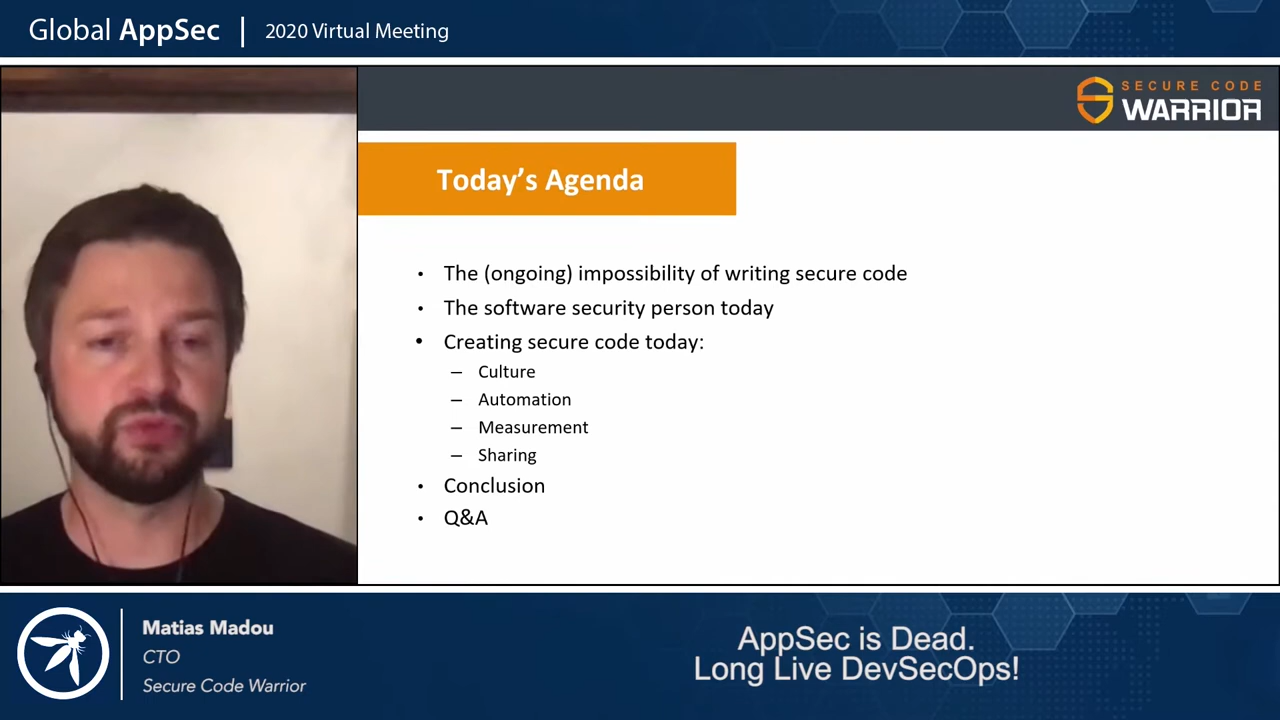 Global AppSec | 2020 Virtual Meeting
SECURE CODE
WARRIOR
Today's Agenda
• The (ongoing) impossibility of writing secure code
• The software security person today
• Creating secure code today:
– Culture
– Automation
– Measurement
– Sharing
• Conclusion
• Q&A
Matias Madou
CTO
Secure Code Warrior
AppSec is Dead.
Long Live DevSecOps!